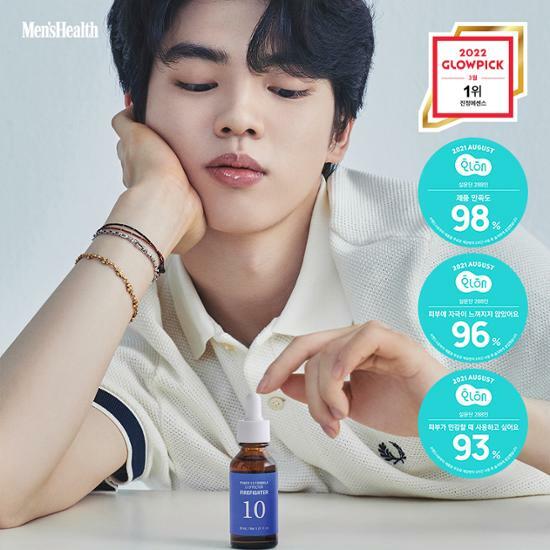 Men'sHealth
2022
GLOWPICK
3월
1위
진정에센스
2021 AUGUST
설문단 288인
제품 만족도
98%
2021 AUGUST
설문단 288인
피부에 자극이 느껴지지 않았어요
96%
2021 AUGUST
설문단 288인
피부가 민감할 때 사용하고 싶어요
93%
POWER 10 FORMULA
FIREFIGHTER
10